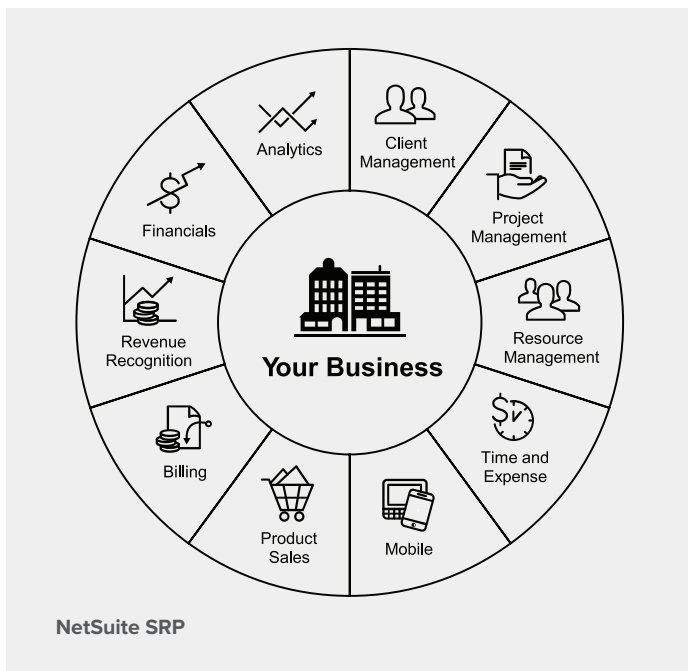 Analytics
Client
Management
Project
Management
Resource
Management
Time and
Expense
Mobile
Product
Sales
Billing
Revenue
Recognition
Financials
Your Business
NetSuite SRP